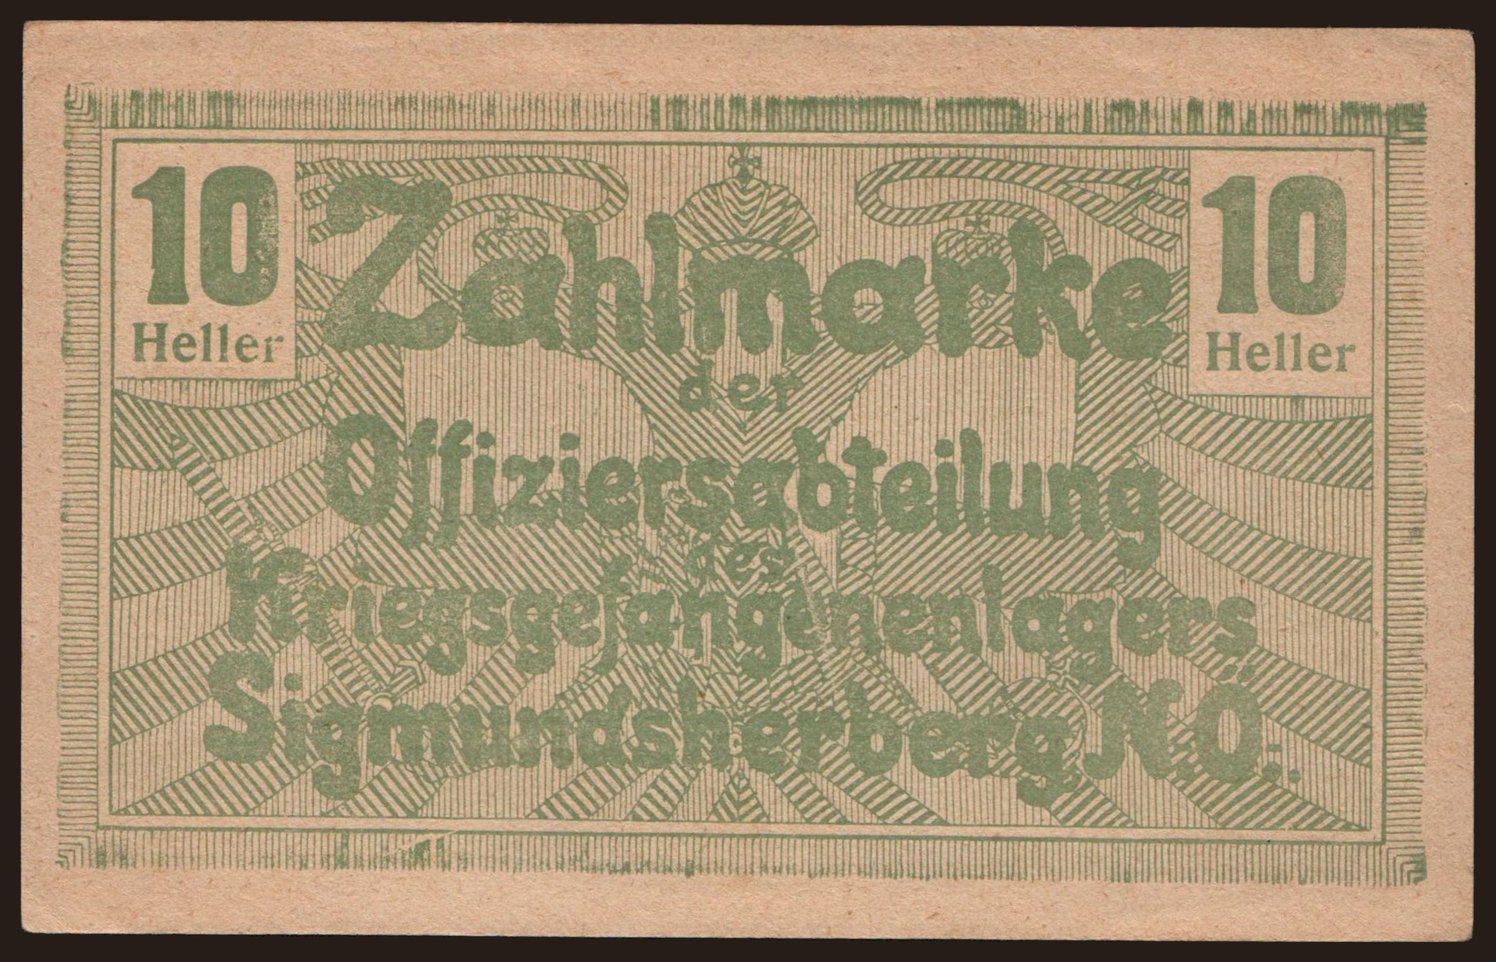 10 Heller
Zahlmarke
10 Heller
der
Offiziersabteilung
des
Kriegsgefangenenlagers
Sigmundsherberg N.Ö.